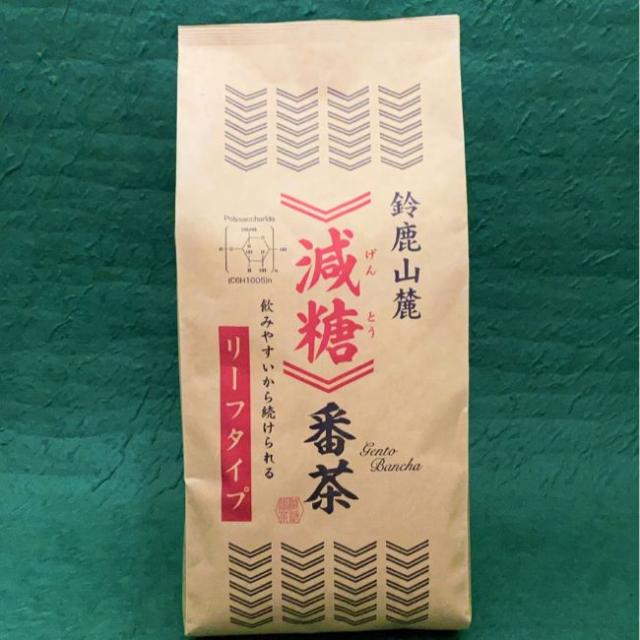 鈴鹿山麓
減糖
げんとう
番茶
Gento
Bancha
Polysaccharide
(C6H10O5)n
飲みやすいから続けられる
リーフタイプ